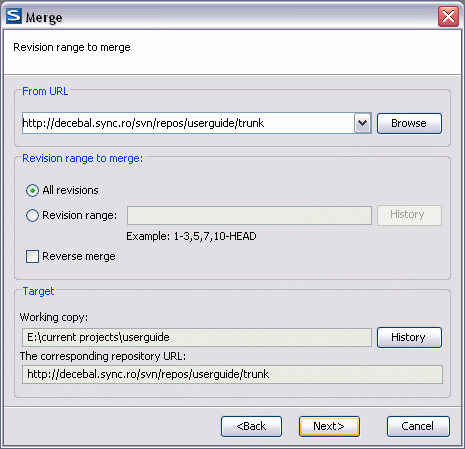 Merge
Revision range to merge
From URL
http://decebal.sync.ro/svn/repos/userguide/trunk
Browse
Revision range to merge:
All revisions
Revision range:
History
Example: 1-3,5,7,10-HEAD
Reverse merge
Target
Working copy:
E:\current projects\userguide
History
The corresponding repository URL:
http://decebal.sync.ro/svn/repos/userguide/trunk
<Back
Next>
Cancel